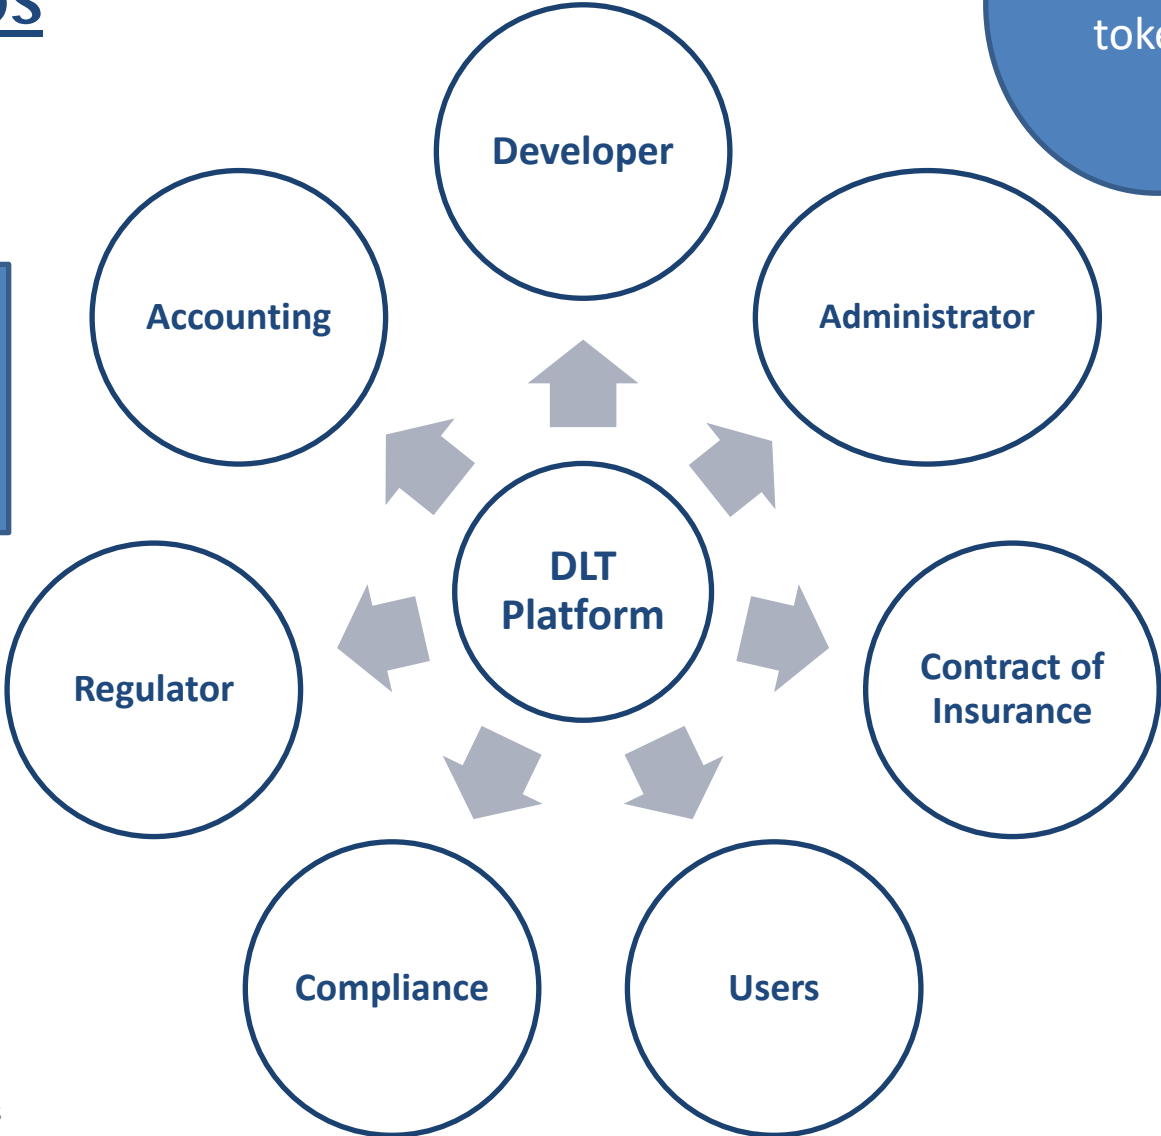 Developer
Accounting
Administrator
DLT
Platform
Regulator
Contract of
Insurance
Compliance
Users